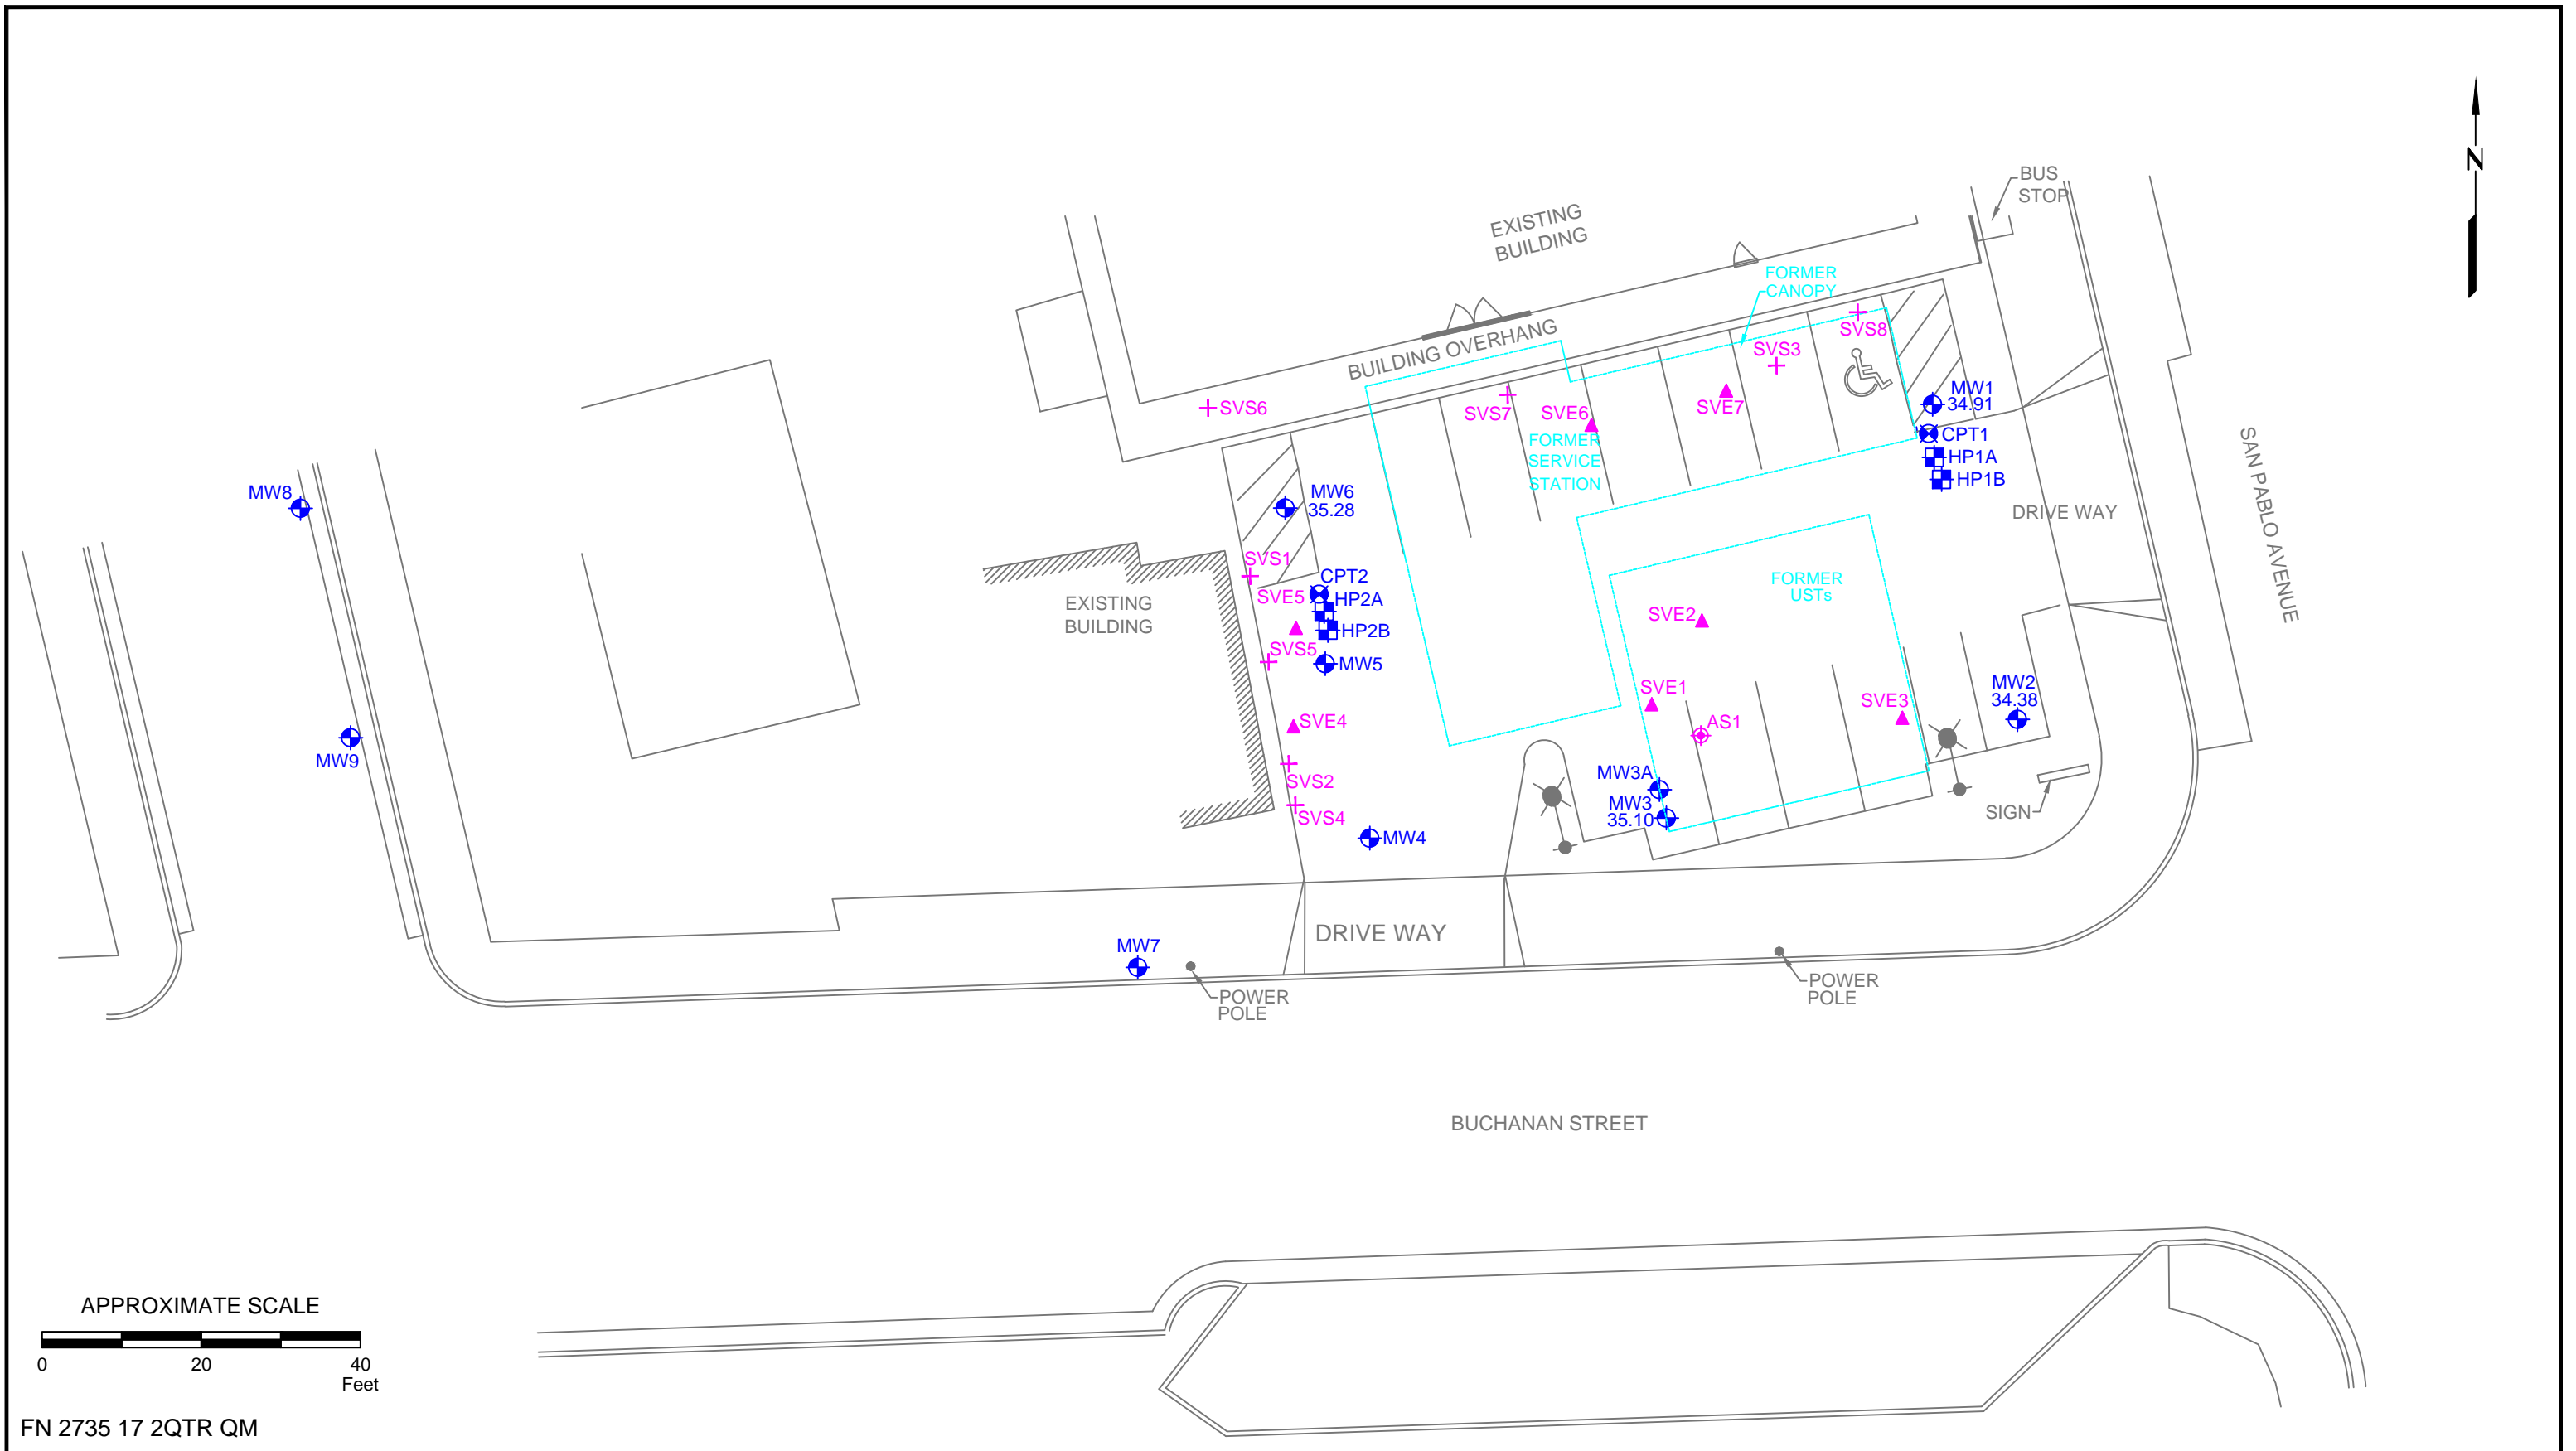 BUS
STOP
N
EXISTING
BUILDING
FORMER
CANOPY
BUILDING OVERHANG
SVS8
SVS3
SVS6
SVS7
SVE6
SVE7
MW1
34.91
FORMER
SERVICE
STATION
CPT1
HP1A
HP1B
SAN PABLO AVENUE
DRIVE WAY
MW8
MW6
35.28
SVS1
CPT2
SVE5
HP2A
HP2B
EXISTING
BUILDING
FORMER
USTs
SVE2
SVS5
MW5
SVE1
SVE3
MW2
34.38
SVE4
AS1
MW9
SVS2
MW3A
MW3
35.10
SVS4
SIGN
MW4
DRIVE WAY
MW7
POWER
POLE
POWER
POLE
BUCHANAN STREET
APPROXIMATE SCALE
0 20 40
Feet
FN 2735 17 2QTR QM